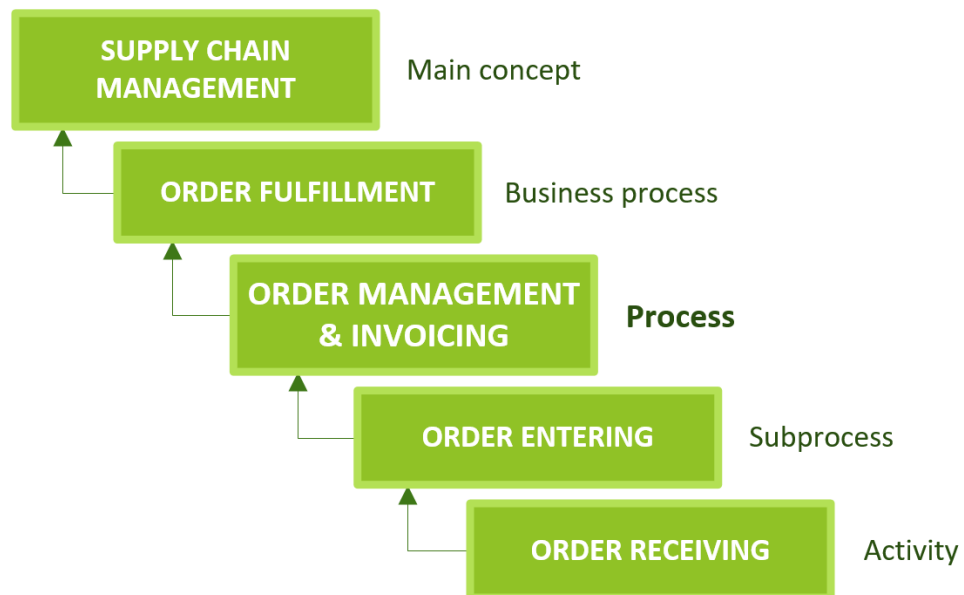 SUPPLY CHAIN
MANAGEMENT
Main concept
ORDER FULFILLMENT
Business process
ORDER MANAGEMENT
& INVOICING
Process
ORDER ENTERING
Subprocess
ORDER RECEIVING
Activity